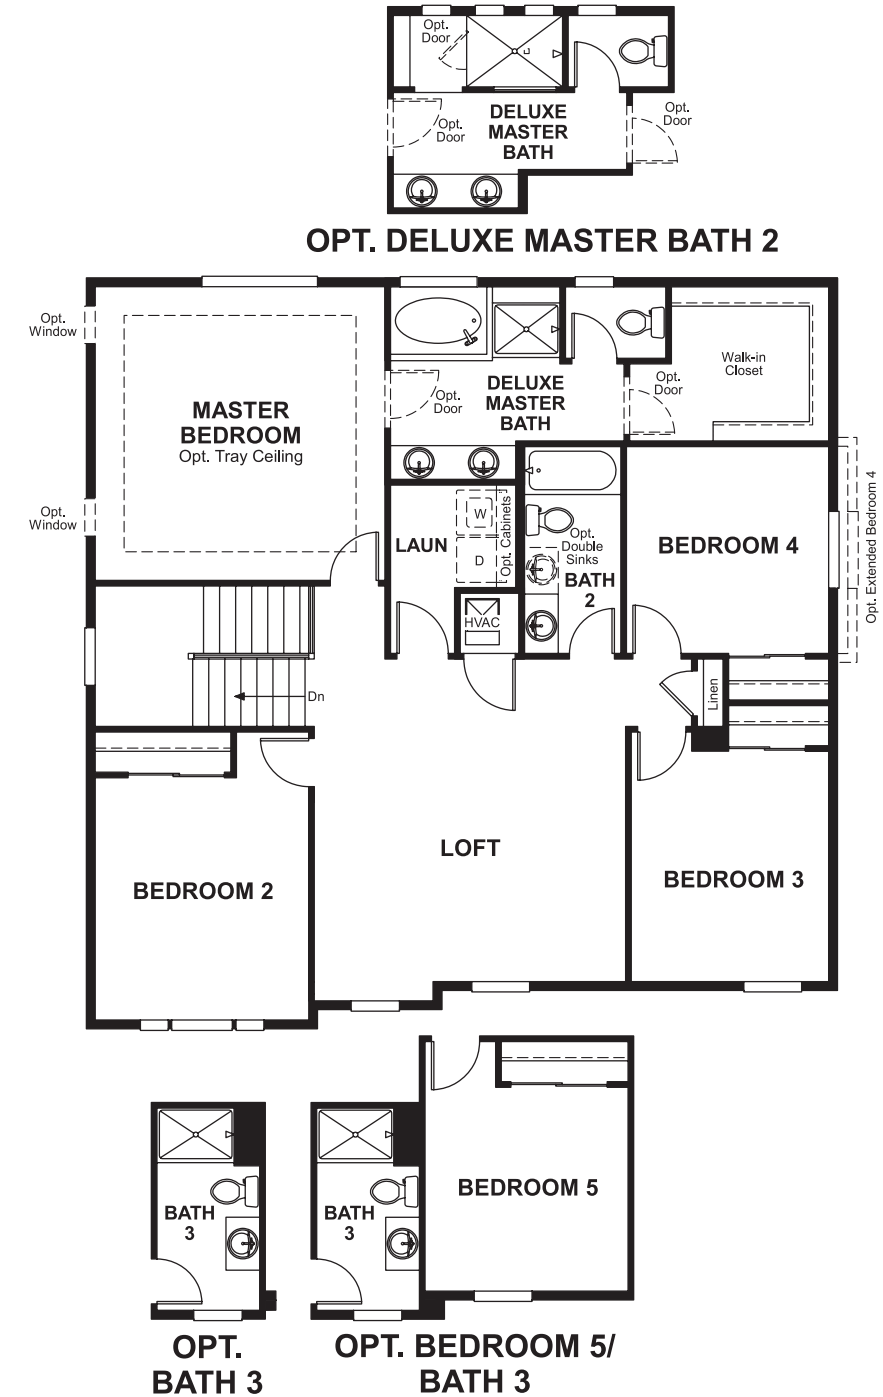 Opt.
Door
Opt.
Door
DELUXE
MASTER
BATH
Opt.
Door
OPT. DELUXE MASTER BATH 2
Opt.
Window
MASTER
BEDROOM
Opt. Tray Ceiling
Opt.
Window
Opt.
Door
DELUXE
MASTER
BATH
Opt.
Door
Walk-in
Closet
LAUN
W
D
Opt. Cabinets
Opt.
Double
Sinks
BATH
2
BEDROOM 4
Opt. Extended Bedroom 4
HVAC
Dn
Linen
LOFT
BEDROOM 2
BEDROOM 3
BATH
3
BATH
3
BEDROOM 5
OPT.
BATH 3
OPT. BEDROOM 5/
BATH 3